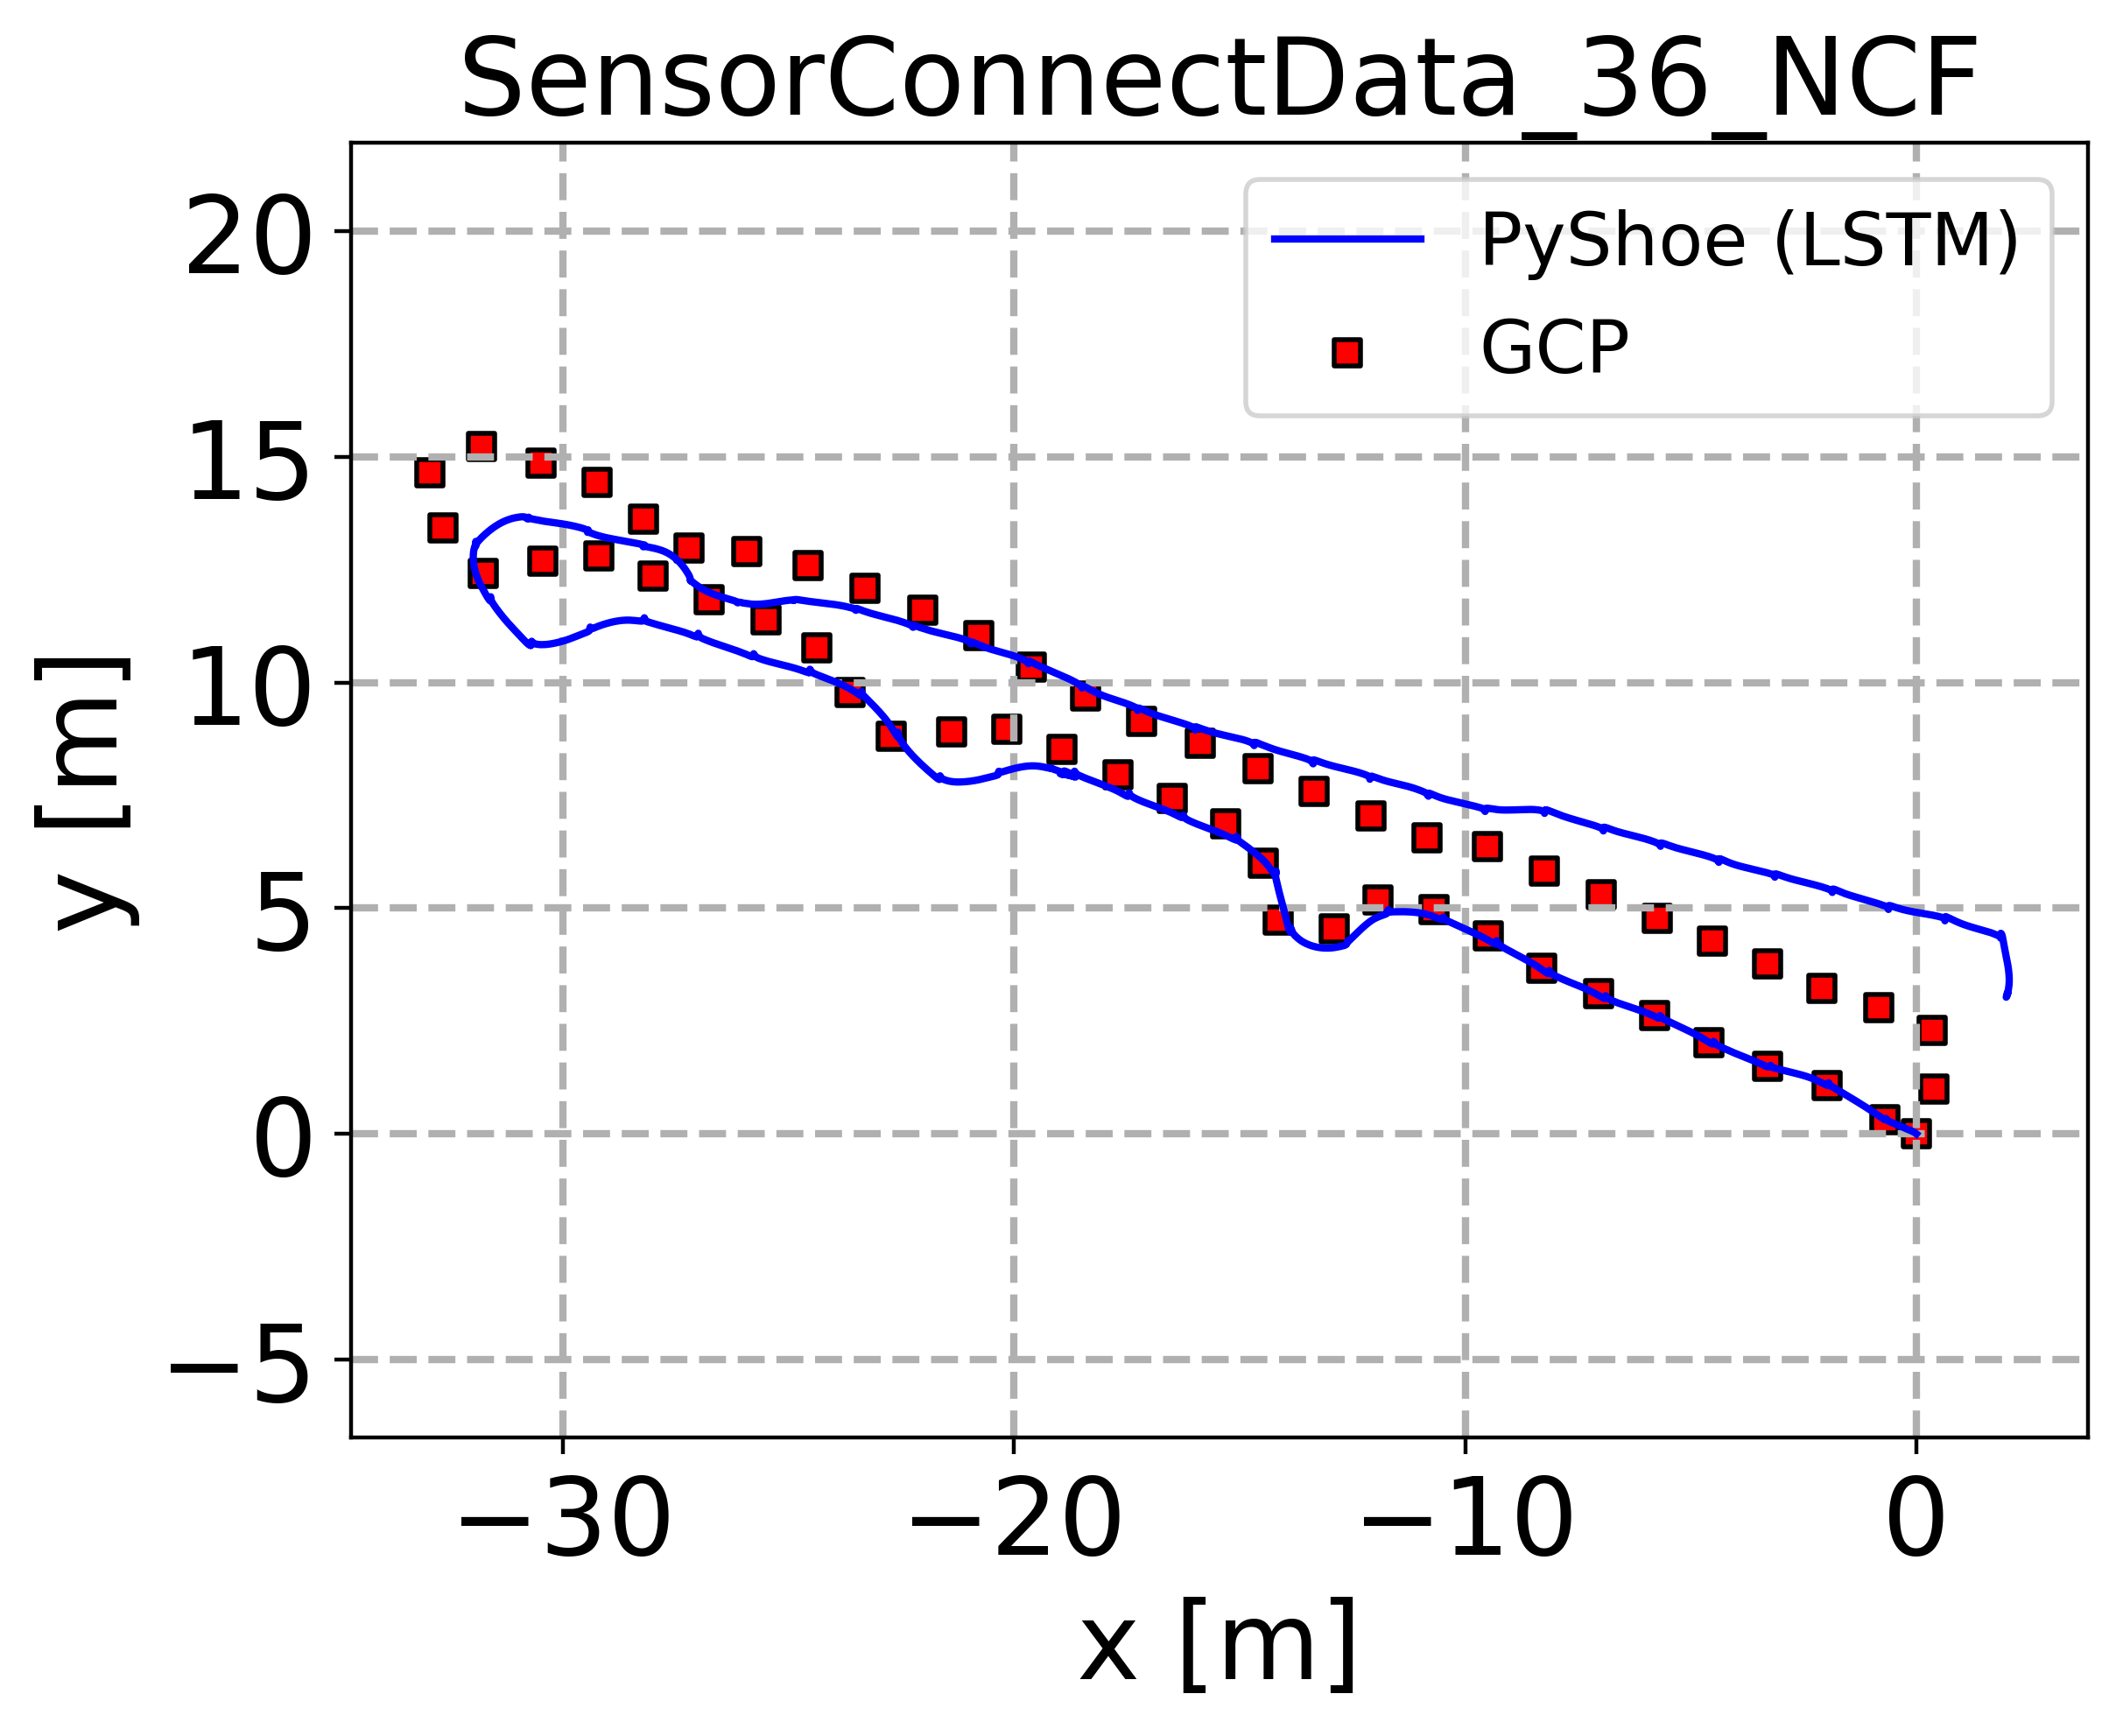 SensorConnectData_36_NCF
PyShoe (LSTM)
GCP
20
15
10
5
0
−5
y [m]
−30
−20
−10
0
x [m]